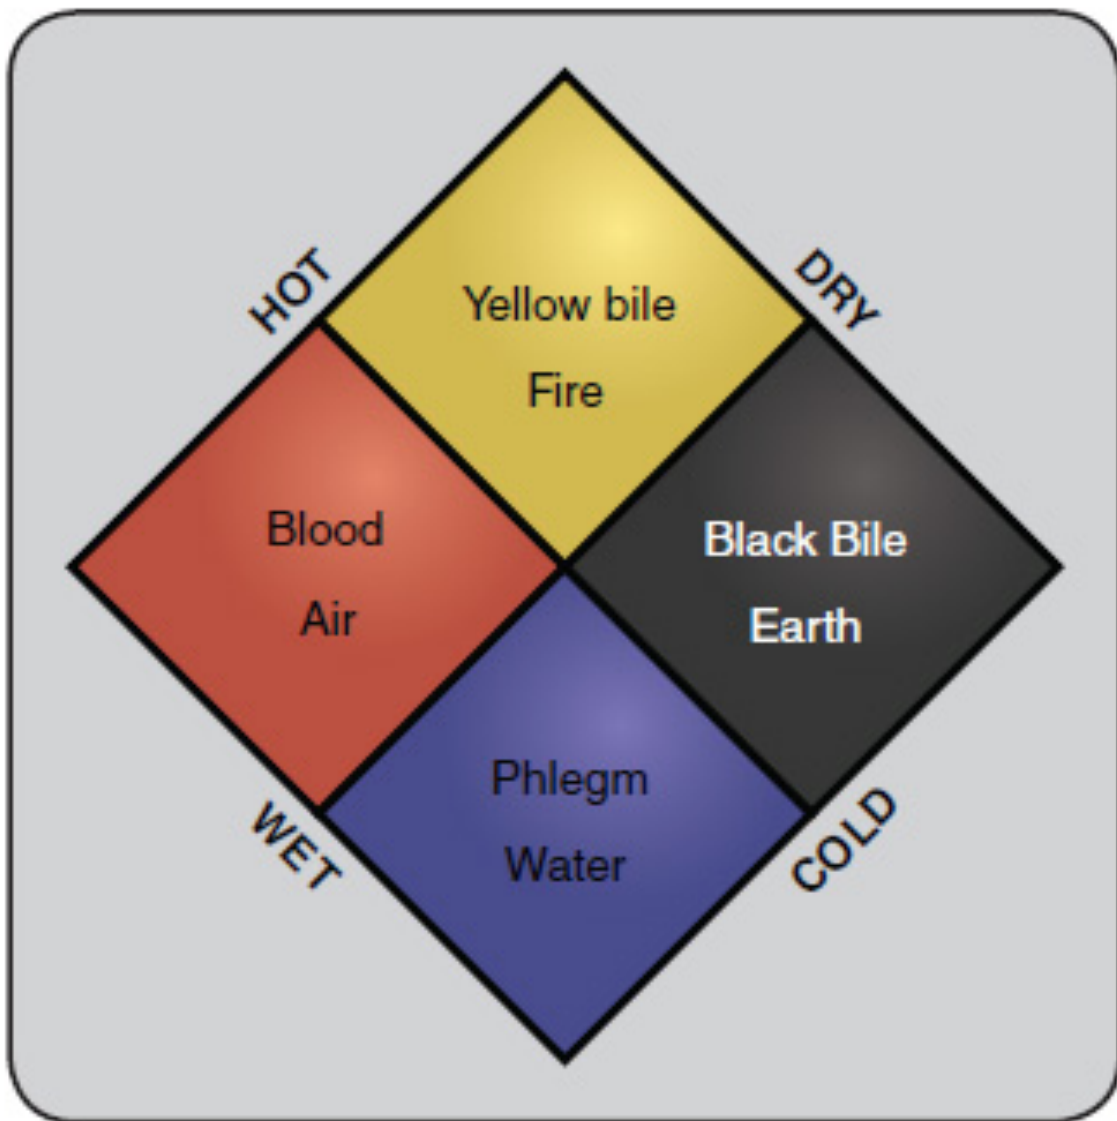 HOT
DRY
Yellow bile
Fire
Blood
Air
Black Bile
Earth
Phlegm
Water
WET
COLD